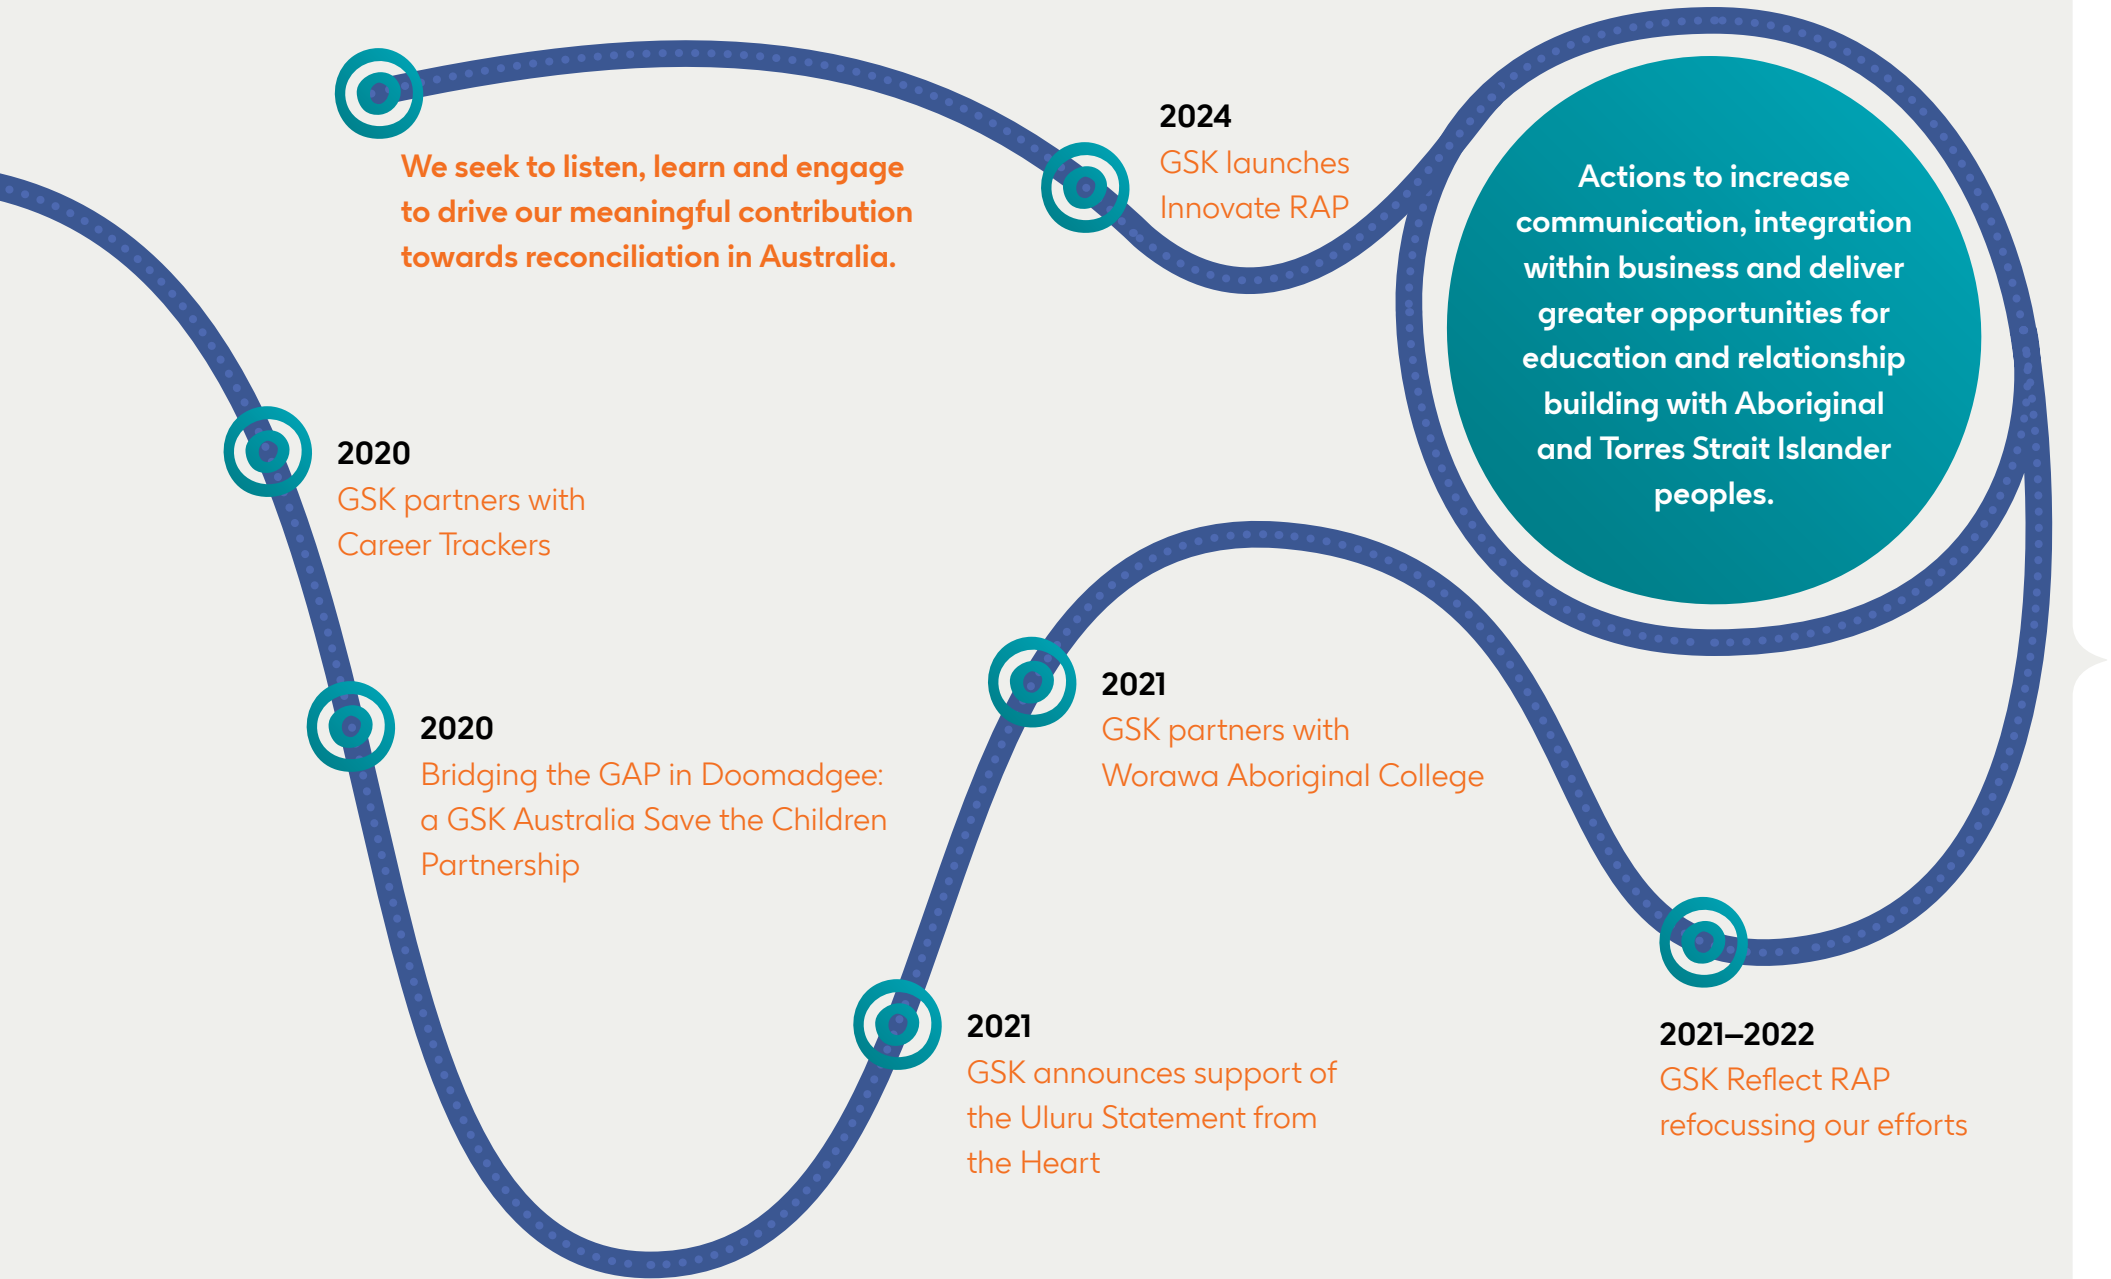 2020
GSK partners with
Career Trackers
2020
Bridging the GAP in Doomadgee:
a GSK Australia Save the Children
Partnership
2021
GSK announces support of
the Uluru Statement from
the Heart
2021
GSK partners with
Worawa Aboriginal College
2021–2022
GSK Reflect RAP
refocussing our efforts
Actions to increase
communication, integration
within business and deliver
greater opportunities for
education and relationship
building with Aboriginal
and Torres Strait Islander
peoples.
2024
GSK launches
Innovate RAP
We seek to listen, learn and engage
to drive our meaningful contribution
towards reconciliation in Australia.